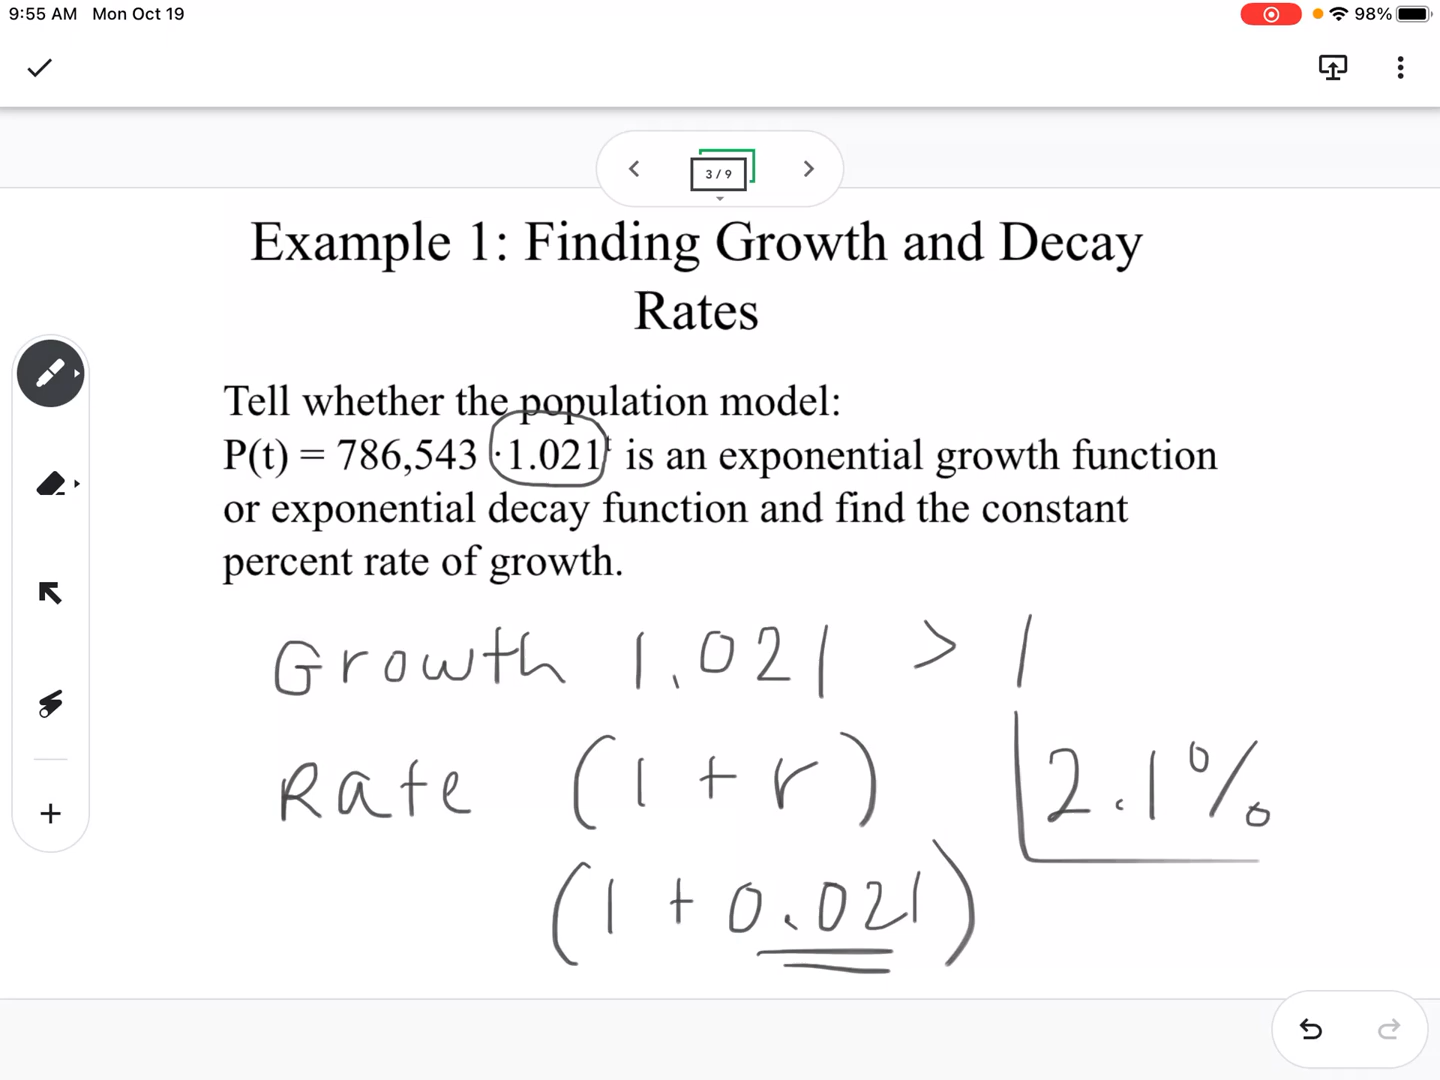 9:55 AM Mon Oct 19 98%
3 / 9
Example 1: Finding Growth and Decay
Rates
Tell whether the population model:
P(t) = 786,543 ·1.021ᵗ is an exponential growth function
or exponential decay function and find the constant
percent rate of growth.
Growth 1.021 > 1
Rate (1 + r) 2.1%
(1 + 0.021)